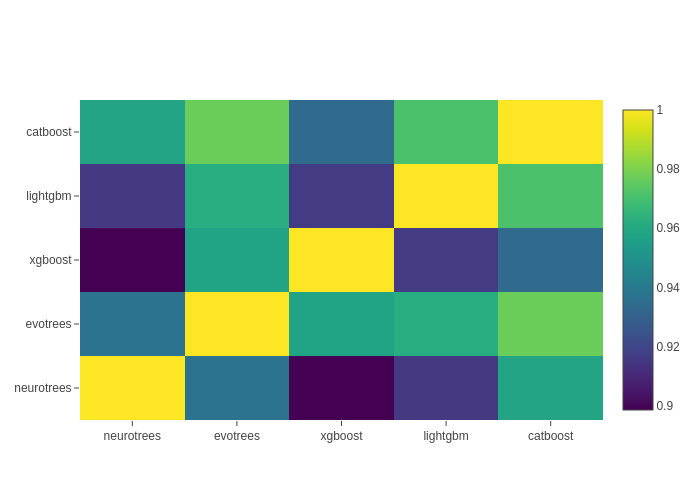 catboost
lightgbm
xgboost
evotrees
neurotrees
neurotrees evotrees xgboost lightgbm catboost
1
0.98
0.96
0.94
0.92
0.9